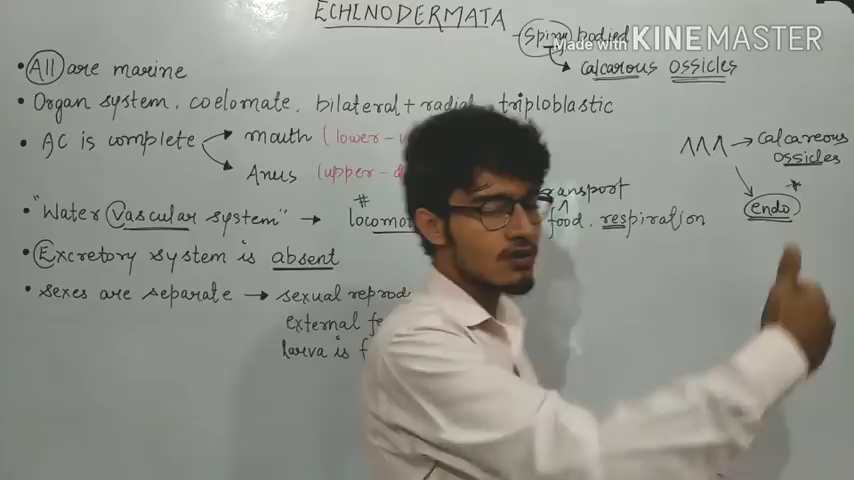 ECHINODERMATA
- Spiny bodied
Made with KINEMASTER
→ calcarous ossicles
• All are marine
• Organ system, coelomate, bilateral + radial, triploblastic
• AC is complete → mouth (lower -
→ Anus (upper - d
^^^ → calcareous ossicles *
endo
• "Water Vascular system" → # locomo transport
food. respiration
• Excretory system is absent
• sexes are separate → sexual reprod
external fe
larva is f